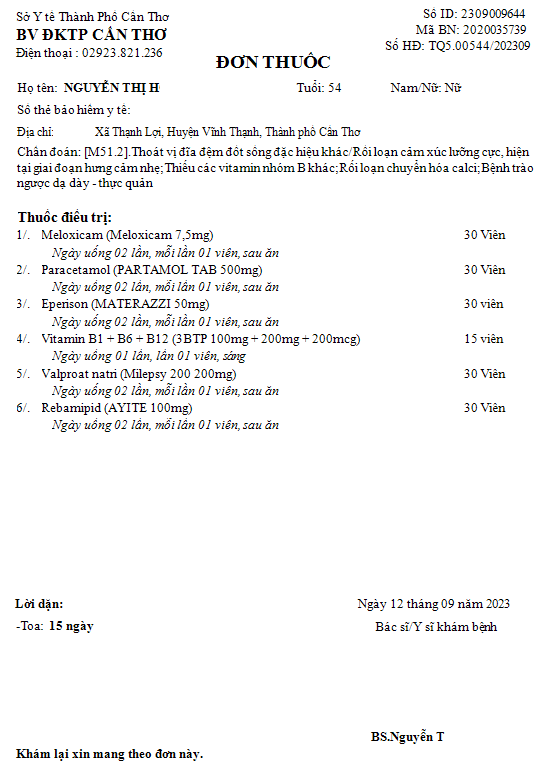 Sở Y tế Thành Phố Cần Thơ
BV ĐKTP CẦN THƠ
Điện thoại : 02923.821.236
Số ID: 2309009644
Mã BN: 2020035739
Số HĐ: TQ5.00544/202309
ĐƠN THUỐC
Họ tên: NGUYỄN THỊ H Tuổi: 54 Nam/Nữ: Nữ
Số thẻ bảo hiểm y tế:
Địa chỉ: Xã Thạnh Lợi, Huyện Vĩnh Thạnh, Thành phố Cần Thơ
Chẩn đoán: [M51.2].Thoát vị đĩa đệm đốt sống đặc hiệu khác/Rối loạn cảm xúc lưỡng cực, hiện
tại giai đoạn hưng cảm nhẹ;Thiếu các vitamin nhóm B khác;Rối loạn chuyển hóa calci;Bệnh trào
ngược dạ dày - thực quản
Thuốc điều trị:
1/. Meloxicam (Meloxicam 7,5mg) 30 Viên
Ngày uống 02 lần, mỗi lần 01 viên, sau ăn
2/. Paracetamol (PARTAMOL TAB 500mg) 30 Viên
Ngày uống 02 lần, mỗi lần 01 viên, sau ăn
3/. Eperison (MATERAZZI 50mg) 30 viên
Ngày uống 02 lần, mỗi lần 01 viên, sau ăn
4/. Vitamin B1 + B6 + B12 (3BTP 100mg + 200mg + 200mcg) 15 viên
Ngày uống 01 lần, lần 01 viên, sáng
5/. Valproat natri (Milepsy 200 200mg) 30 Viên
Ngày uống 02 lần, mỗi lần 01 viên, sau ăn
6/. Rebamipid (AYITE 100mg) 30 Viên
Ngày uống 02 lần, mỗi lần 01 viên, sau ăn
Lời dặn:
-Toa: 15 ngày
Ngày 12 tháng 09 năm 2023
Bác sĩ/Y sĩ khám bệnh
BS.Nguyễn T
Khám lại xin mang theo đơn này.